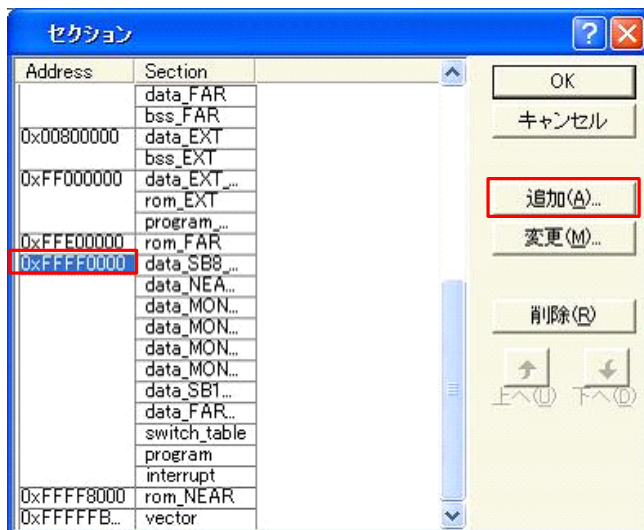 セクション
Address Section
data_FAR
bss_FAR
0x00800000 data_EXT
bss_EXT
0xFF000000 data_EXT_...
rom_EXT
program_...
0xFFE00000 rom_FAR
0xFFFF0000 data_SB8_...
data_NEA...
data_MON...
data_MON...
data_MON...
data_MON...
data_SB1...
data_FAR...
switch_table
program
interrupt
0xFFFF8000 rom_NEAR
0xFFFFFB... vector
OK
キャンセル
追加(A)...
変更(M)...
削除(R)
上へ(U) 下へ(D)